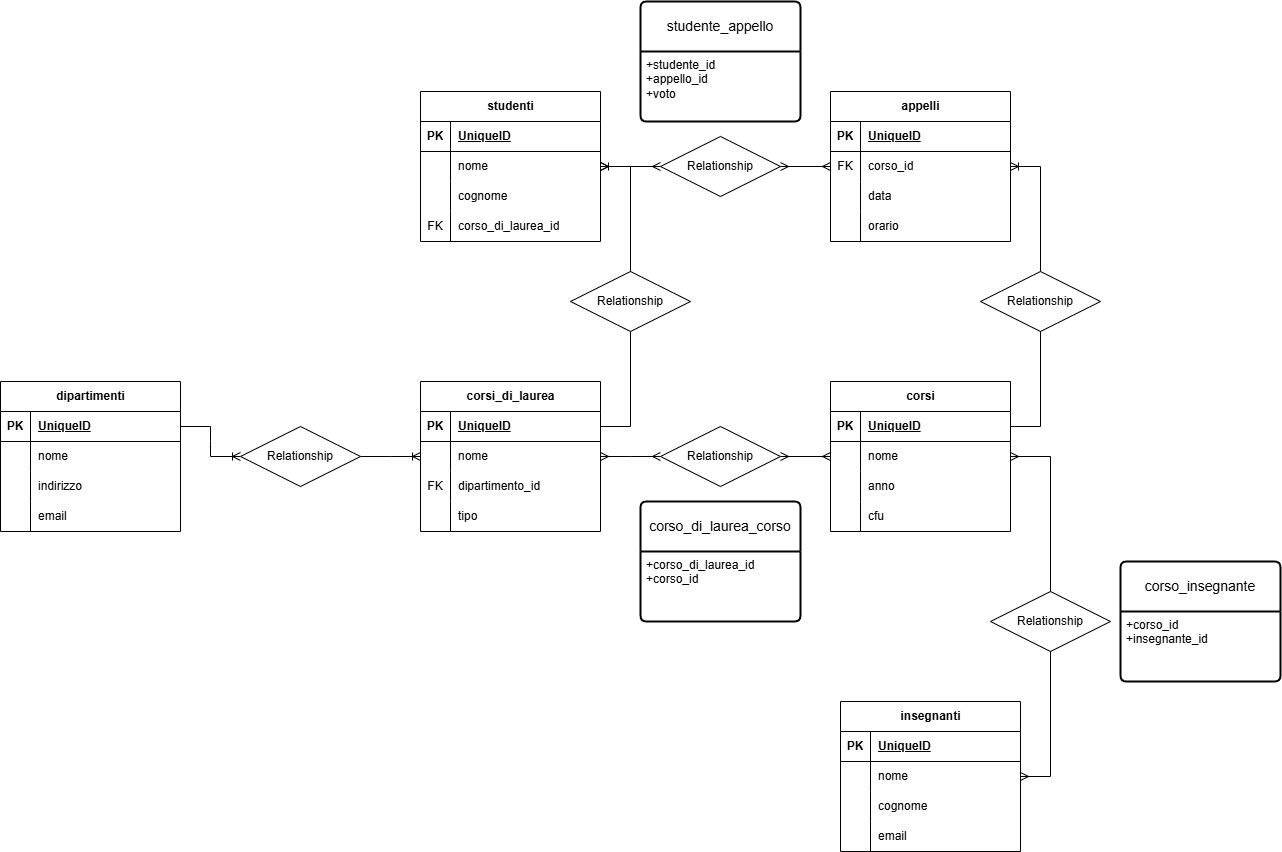 studente_appello
+studente_id
+appello_id
+voto
studenti
PK UniqueID
nome
cognome
FK corso_di_laurea_id
Relationship
appelli
PK UniqueID
FK corso_id
data
orario
Relationship
Relationship
dipartimenti
PK UniqueID
nome
indirizzo
email
Relationship
corsi_di_laurea
PK UniqueID
nome
FK dipartimento_id
tipo
Relationship
corsi
PK UniqueID
nome
anno
cfu
corso_di_laurea_corso
+corso_di_laurea_id
+corso_id
Relationship
corso_insegnante
+corso_id
+insegnante_id
insegnanti
PK UniqueID
nome
cognome
email